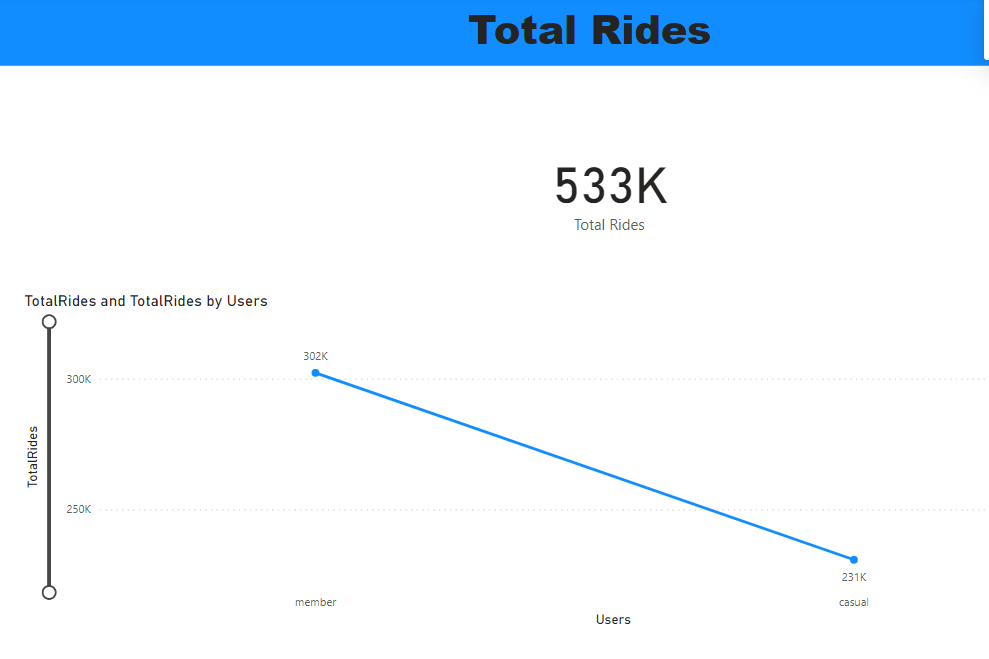 Total Rides
533K
Total Rides
TotalRides and TotalRides by Users
302K
300K
TotalRides
250K
231K
member
casual
Users